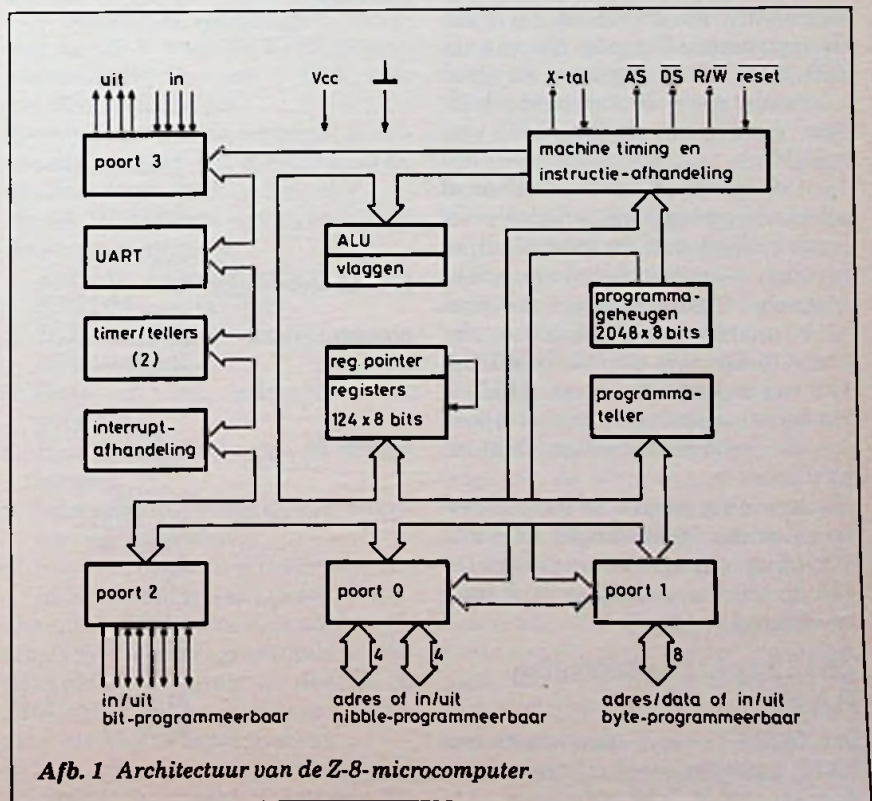 uit in Vcc X-tal AS DS R/W reset
poort 3
machine timing en
instructie-afhandeling
UART
ALU
vlaggen
timer/tellers
(2)
programma-
geheugen
2048 x 8 bits
reg. pointer
registers
124 x 8 bits
programma-
teller
interrupt-
afhandeling
poort 2
poort 0
poort 1
4 4 8
in/uit
bit-programmeerbaar
adres of in/uit
nibble-programmeerbaar
adres/data of in/uit
byte-programmeerbaar
Afb. 1 Architectuur van de Z-8-microcomputer.